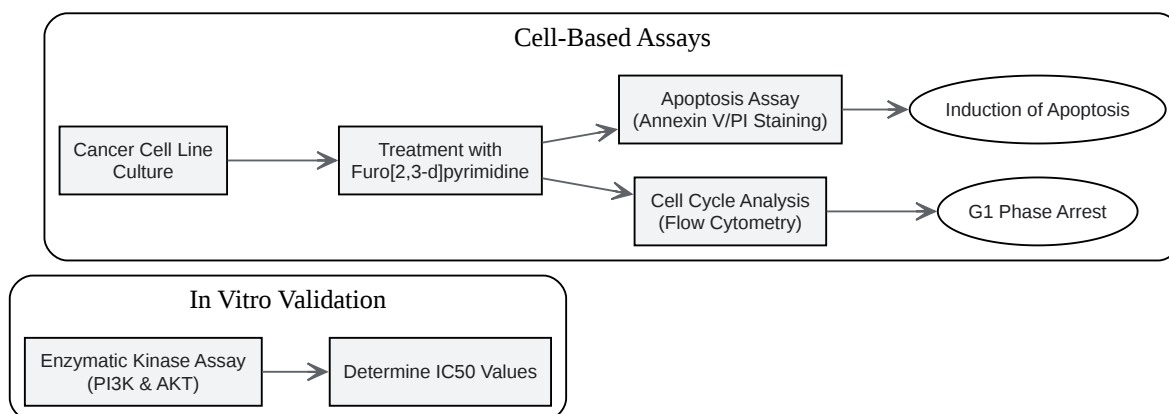 Cell-Based Assays
Cancer Cell Line
Culture
Treatment with
Furo[2,3-d]pyrimidine
Apoptosis Assay
(Annexin V/PI Staining)
Induction of Apoptosis
Cell Cycle Analysis
(Flow Cytometry)
G1 Phase Arrest
In Vitro Validation
Enzymatic Kinase Assay
(PI3K & AKT)
Determine IC50 Values